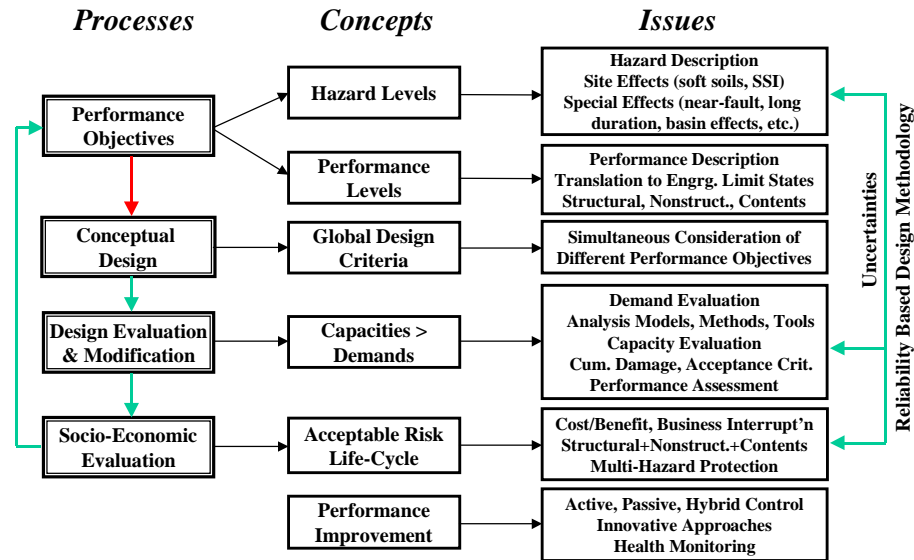 Processes
Concepts
Issues
Performance
Objectives
Hazard Levels
Hazard Description
Site Effects (soft soils, SSI)
Special Effects (near-fault, long
duration, basin effects, etc.)
Performance
Levels
Performance Description
Translation to Engrg. Limit States
Structural, Nonstruct., Contents
Conceptual
Design
Global Design
Criteria
Simultaneous Consideration of
Different Performance Objectives
Design Evaluation
& Modification
Capacities >
Demands
Demand Evaluation
Analysis Models, Methods, Tools
Capacity Evaluation
Cum. Damage, Acceptance Crit.
Performance Assessment
Socio-Economic
Evaluation
Acceptable Risk
Life-Cycle
Cost/Benefit, Business Interrupt'n
Structural+Nonstruct.+Contents
Multi-Hazard Protection
Performance
Improvement
Active, Passive, Hybrid Control
Innovative Approaches
Health Monitoring
Uncertainties
Reliability Based Design Methodology